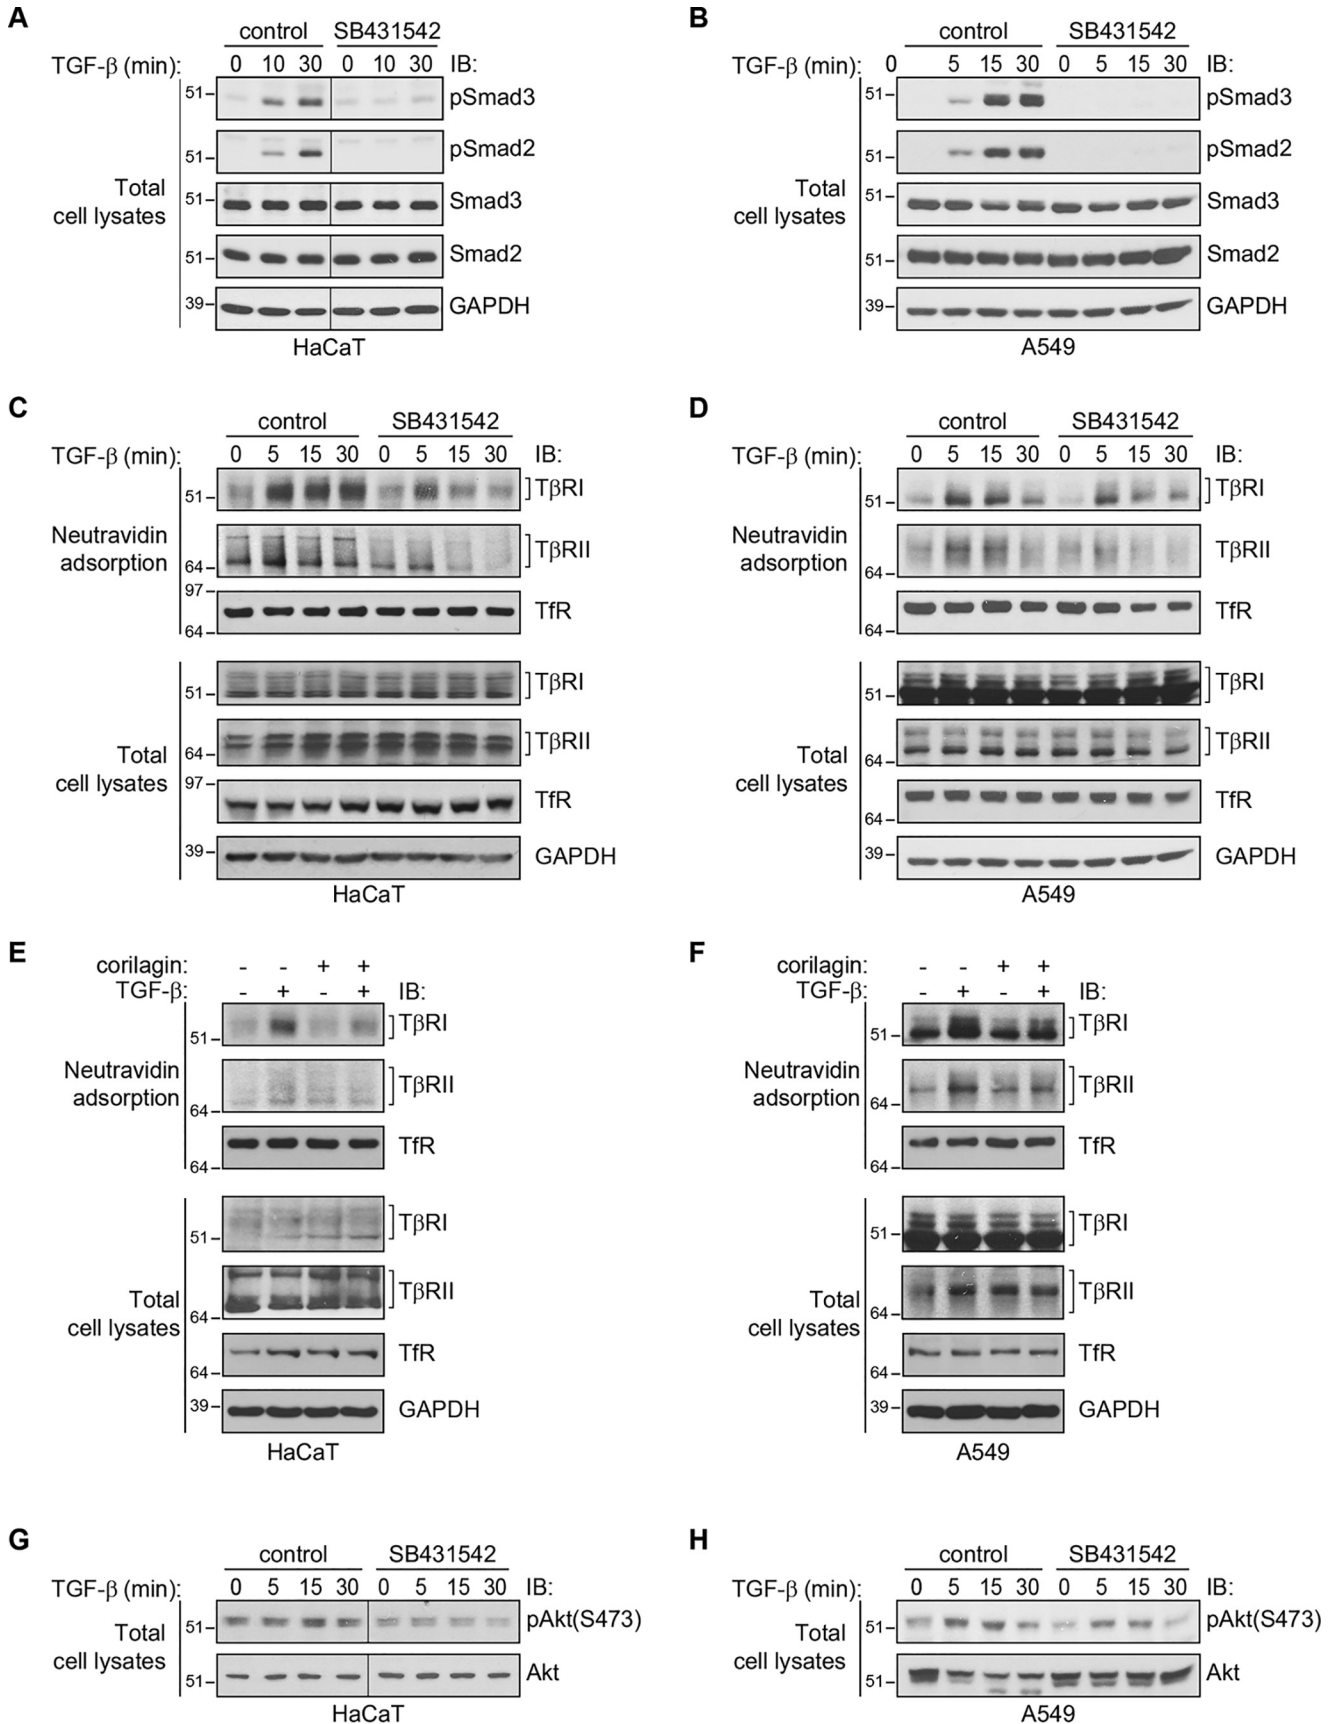 A
control SB431542
TGF-β (min): 0 10 30 0 10 30 IB:
51 pSmad3
51 pSmad2
Total cell lysates
51 Smad3
51 Smad2
39 GAPDH
HaCaT
B
control SB431542
TGF-β (min): 0 5 15 30 0 5 15 30 IB:
51 pSmad3
51 pSmad2
Total cell lysates
51 Smad3
51 Smad2
39 GAPDH
A549
C
control SB431542
TGF-β (min): 0 5 15 30 0 5 15 30 IB:
51 TβRI
Neutravidin adsorption
64 TβRII
97
TfR
64
51 TβRI
64 TβRII
Total cell lysates
97
TfR
39 GAPDH
HaCaT
D
control SB431542
TGF-β (min): 0 5 15 30 0 5 15 30 IB:
51 TβRI
Neutravidin adsorption
TβRII
64
TfR
64
51 TβRI
TβRII
64
Total cell lysates
TfR
64
39 GAPDH
A549
E
corilagin: - - + +
TGF-β: - + - + IB:
TβRI
51
Neutravidin adsorption
TβRII
64
TfR
64
TβRI
51
TβRII
64
Total cell lysates
TfR
64
39 GAPDH
HaCaT
F
corilagin: - - + +
TGF-β: - + - + IB:
TβRI
51
Neutravidin adsorption
TβRII
64
TfR
64
TβRI
51
TβRII
64
Total cell lysates
TfR
64
39 GAPDH
A549
G
control SB431542
TGF-β (min): 0 5 15 30 0 5 15 30 IB:
51 pAkt(S473)
Total cell lysates
51 Akt
HaCaT
H
control SB431542
TGF-β (min): 0 5 15 30 0 5 15 30 IB:
51 pAkt(S473)
Total cell lysates
51 Akt
A549